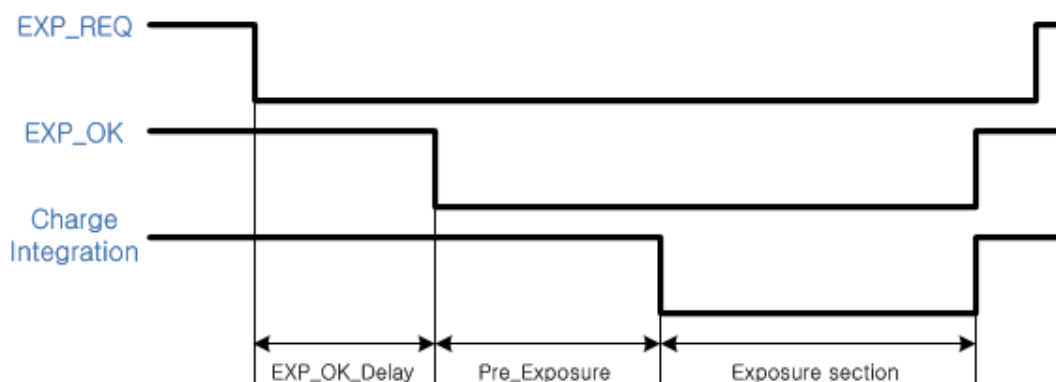 EXP_REQ
EXP_OK
Charge
Integration
EXP_OK_Delay
Pre_Exposure
Exposure section